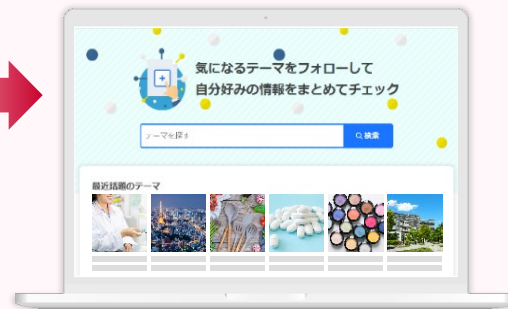 気になるテーマをフォローして
自分好みの情報をまとめてチェック
テーマを探す
検索
最近話題のテーマ